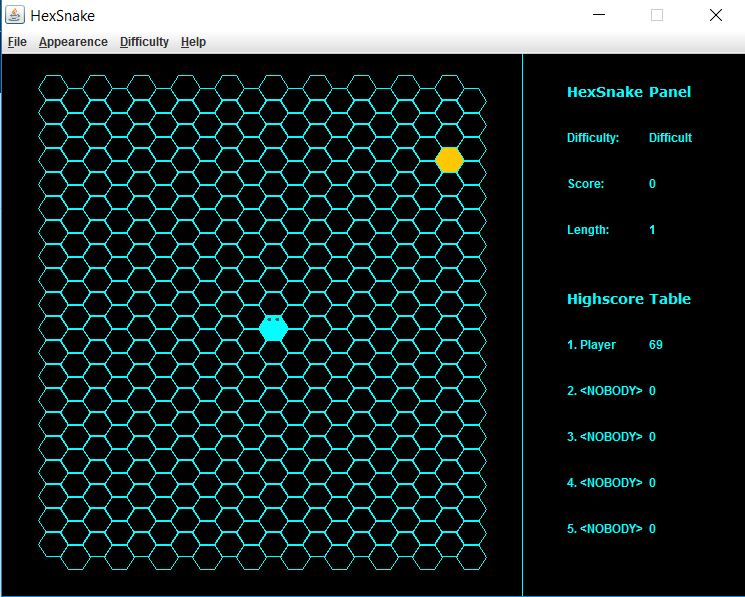 HexSnake
File Appearence Difficulty Help
HexSnake Panel
Difficulty: Difficult
Score: 0
Length: 1
Highscore Table
1. Player 69
2. <NOBODY> 0
3. <NOBODY> 0
4. <NOBODY> 0
5. <NOBODY> 0